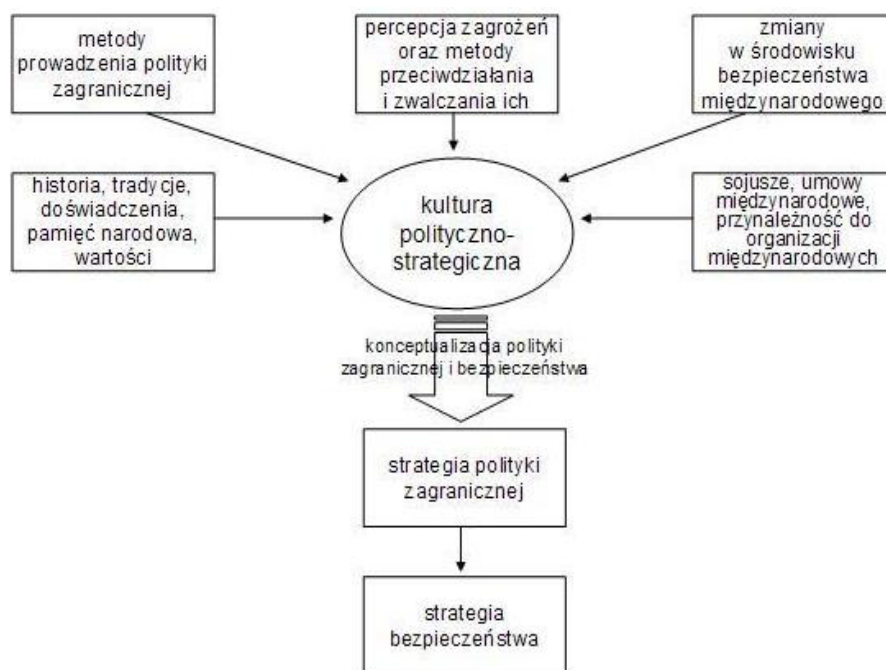 metody
prowadzenia polityki
zagranicznej
percepcja zagrożeń
oraz metody
przeciwdziałania
i zwalczania ich
zmiany
w środowisku
bezpieczeństwa
międzynarodowego
historia, tradycje,
doświadczenia,
pamięć narodowa,
wartości
kultura
polityczno-
strategiczna
sojusze, umowy
międzynarodowe,
przynależność do
organizacji
międzynarodowych
konceptualizacja polityki
zagranicznej i bezpieczeństwa
strategia polityki
zagranicznej
strategia
bezpieczeństwa